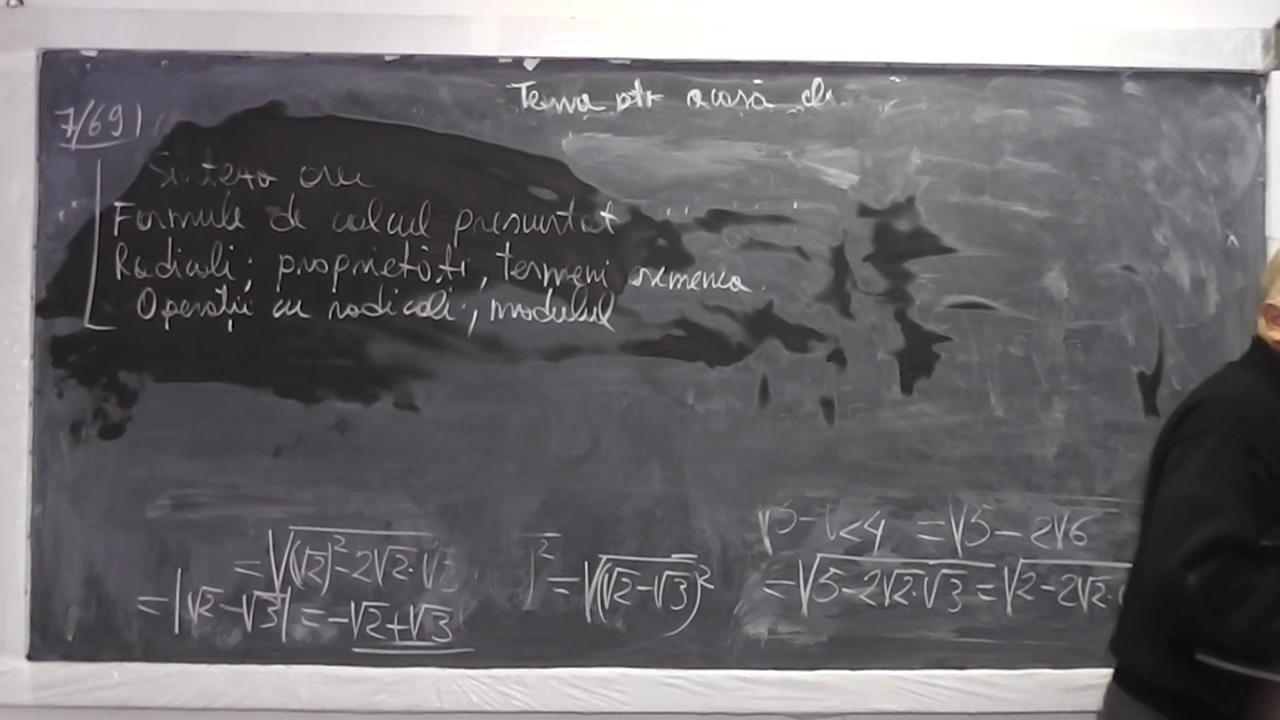 Tema ptr acasă
7/69)
Formule de calcul prescurtat
Radicali; proprietăți, termeni asemenea.
Operații cu radicali; modulul
<4 =√5-2√6
=√(√2)²-2√2·√3
² =√(√2-√3)²
=√5-2√2·√3 =√2-2√2·
=|√2-√3|=-√2+√3